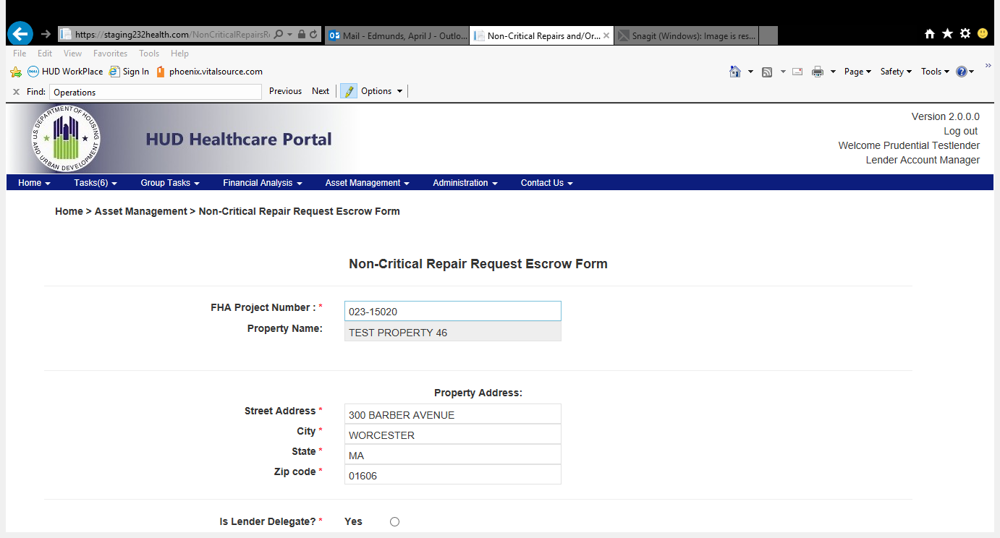 https://staging232health.com/NonCriticalRepairsR
Mail - Edmunds, April J - Outlo...
Non-Critical Repairs and/Or...
Snagit (Windows): Image is res...
File Edit View Favorites Tools Help
HUD WorkPlace Sign In phoenix.vitalsource.com
Page Safety Tools
Find: Operations Previous Next Options
U.S. DEPARTMENT OF HOUSING AND URBAN DEVELOPMENT
HUD Healthcare Portal
Version 2.0.0.0
Log out
Welcome Prudential Testlender
Lender Account Manager
Home Tasks(6) Group Tasks Financial Analysis Asset Management Administration Contact Us
Home > Asset Management > Non-Critical Repair Request Escrow Form
Non-Critical Repair Request Escrow Form
FHA Project Number : * 023-15020
Property Name: TEST PROPERTY 46
Property Address:
Street Address * 300 BARBER AVENUE
City * WORCESTER
State * MA
Zip code * 01606
Is Lender Delegate? * Yes